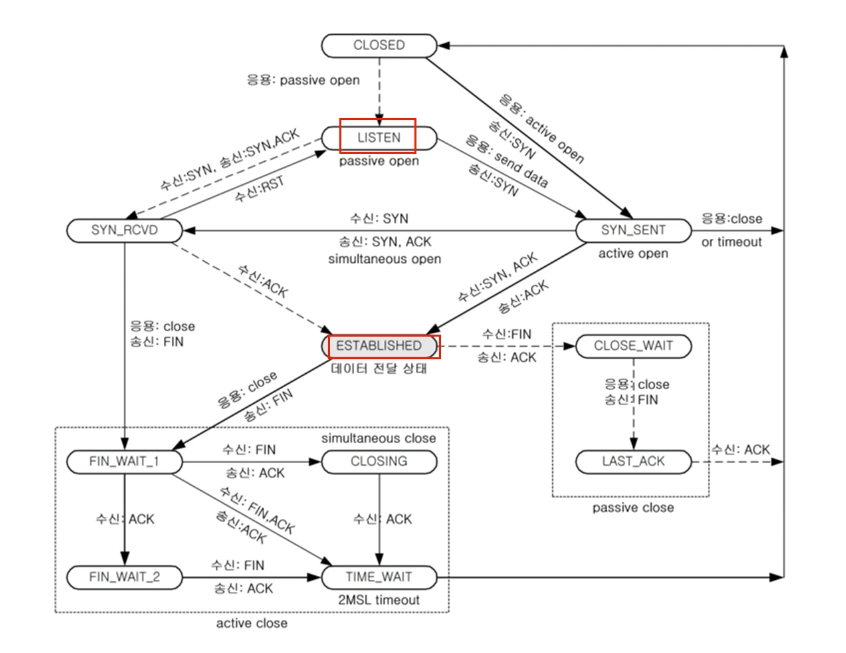 CLOSED
응용: passive open
응용: active open
송신:SYN
LISTEN
passive open
수신:SYN, 송신:SYN,ACK
수신:RST
응용: send data
송신:SYN
SYN_RCVD
수신: SYN
송신: SYN, ACK
simultaneous open
SYN_SENT
active open
응용:close
or timeout
수신:ACK
수신:SYN, ACK
송신:ACK
응용: close
송신: FIN
ESTABLISHED
데이터 전달 상태
수신:FIN
송신: ACK
CLOSE_WAIT
응용: close
송신: FIN
응용: close
송신: FIN
LAST_ACK
수신: ACK
passive close
simultaneous close
FIN_WAIT_1
수신: FIN
송신: ACK
CLOSING
수신: ACK
수신: FIN,ACK
송신:ACK
수신: ACK
FIN_WAIT_2
수신: FIN
송신: ACK
TIME_WAIT
2MSL timeout
active close